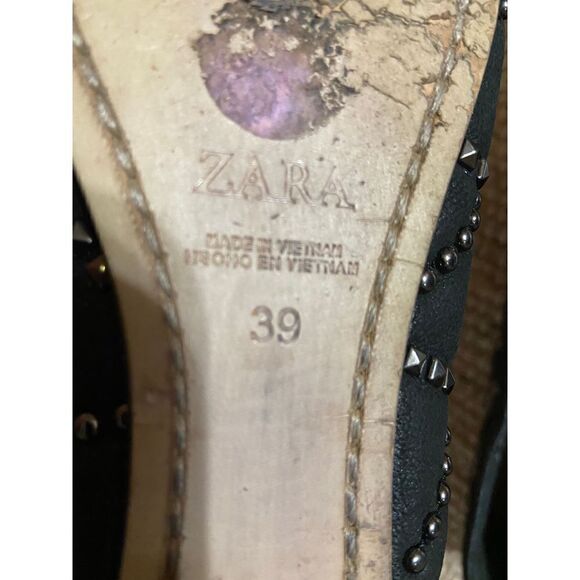 ZARA
MADE IN VIETNAM
HECHO EN VIETNAM
39